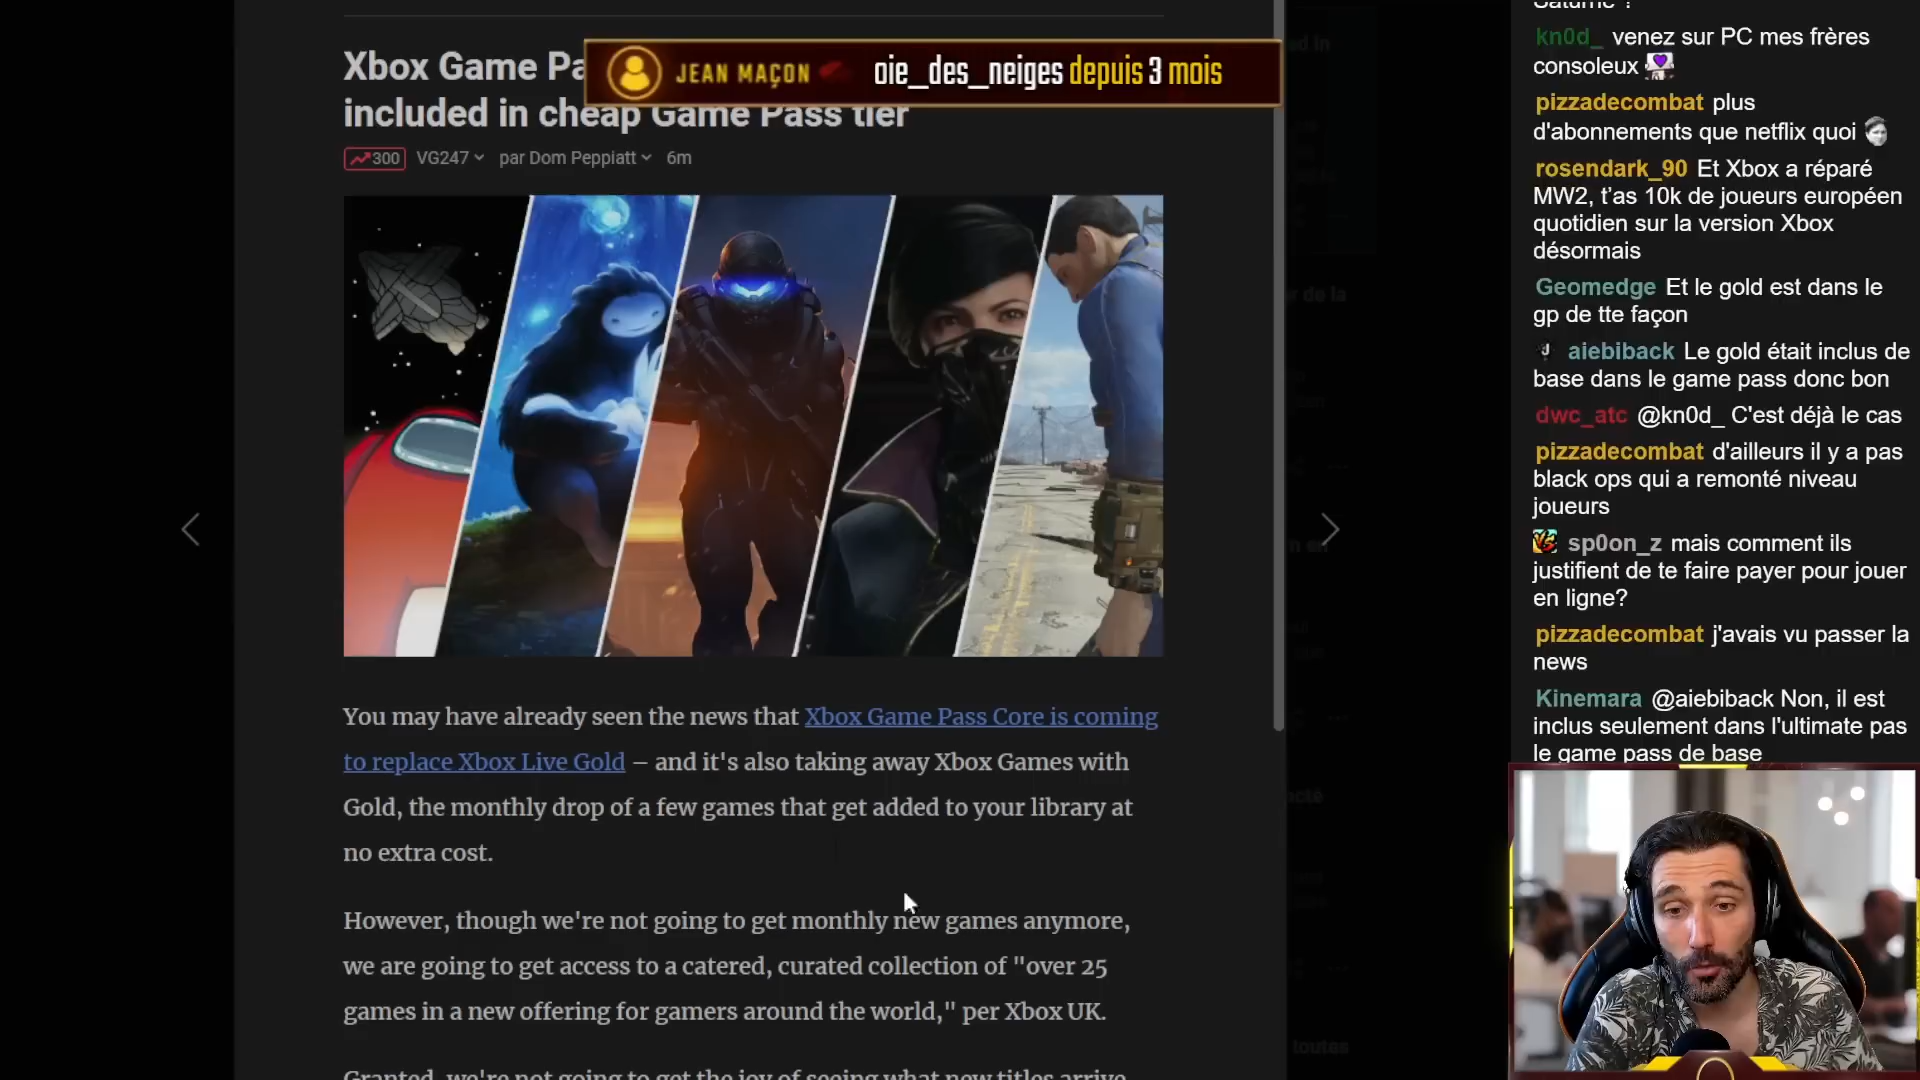 Xbox Game Pa
JEAN MAÇON oie_des_neiges depuis 3 mois
included in cheap Game Pass tier
300 VG247 par Dom Peppiatt 6m
You may have already seen the news that Xbox Game Pass Core is coming
to replace Xbox Live Gold – and it's also taking away Xbox Games with
Gold, the monthly drop of a few games that get added to your library at
no extra cost.
However, though we're not going to get monthly new games anymore,
we are going to get access to a catered, curated collection of "over 25
games in a new offering for gamers around the world," per Xbox UK.
Granted, we're not going to get the joy of seeing what new titles arrive
ed in
r de la
toutes
kn0d_ venez sur PC mes frères
consoleux
pizzadecombat plus
d'abonnements que netflix quoi
rosendark_90 Et Xbox a réparé
MW2, t'as 10k de joueurs européen
quotidien sur la version Xbox
désormais
Geomedge Et le gold est dans le
gp de tte façon
aiebiback Le gold était inclus de
base dans le game pass donc bon
dwc_atc @kn0d_ C'est déjà le cas
pizzadecombat d'ailleurs il y a pas
black ops qui a remonté niveau
joueurs
sp0on_z mais comment ils
justifient de te faire payer pour jouer
en ligne?
pizzadecombat j'avais vu passer la
news
Kinemara @aiebiback Non, il est
inclus seulement dans l'ultimate pas
le game pass de base